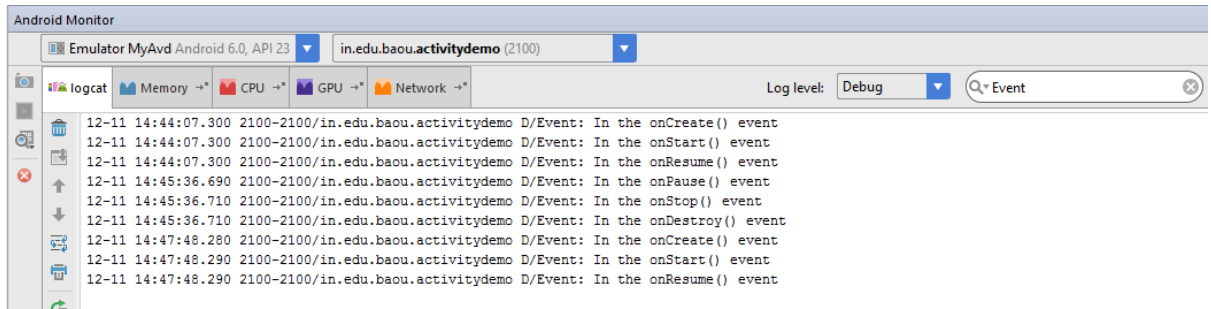 Android Monitor
Emulator MyAvd Android 6.0, API 23 in.edu.baou.activitydemo (2100)
logcat Memory CPU GPU Network Log level: Debug Event
12-11 14:44:07.300 2100-2100/in.edu.baou.activitydemo D/Event: In the onCreate() event
12-11 14:44:07.300 2100-2100/in.edu.baou.activitydemo D/Event: In the onStart() event
12-11 14:44:07.300 2100-2100/in.edu.baou.activitydemo D/Event: In the onResume() event
12-11 14:45:36.690 2100-2100/in.edu.baou.activitydemo D/Event: In the onPause() event
12-11 14:45:36.710 2100-2100/in.edu.baou.activitydemo D/Event: In the onStop() event
12-11 14:45:36.710 2100-2100/in.edu.baou.activitydemo D/Event: In the onDestroy() event
12-11 14:47:48.280 2100-2100/in.edu.baou.activitydemo D/Event: In the onCreate() event
12-11 14:47:48.290 2100-2100/in.edu.baou.activitydemo D/Event: In the onStart() event
12-11 14:47:48.290 2100-2100/in.edu.baou.activitydemo D/Event: In the onResume() event